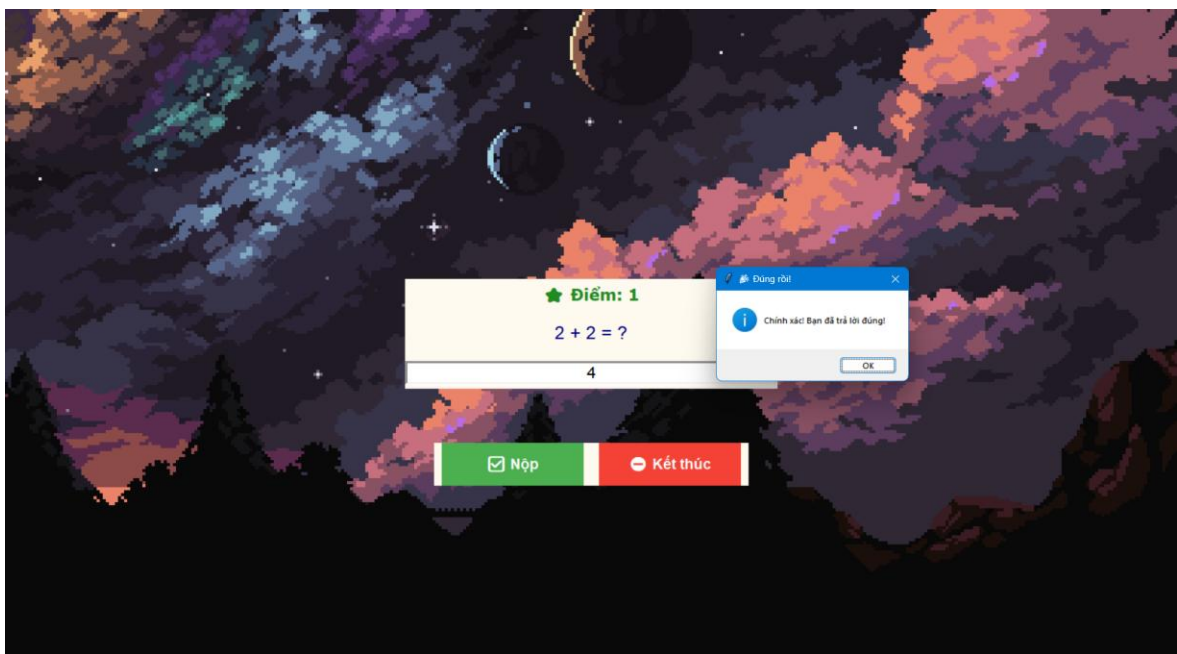 Điểm: 1
2 + 2 = ?
4
Đúng rồi!
Chính xác! Bạn đã trả lời đúng!
OK
Nộp
Kết thúc